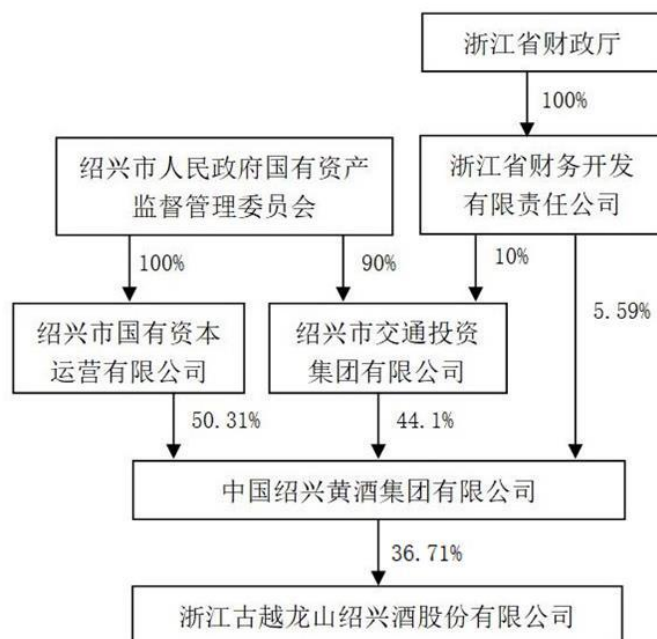 浙江省财政厅
100%
绍兴市人民政府国有资产
监督管理委员会
浙江省财务开发
有限责任公司
100%
90%
10%
5.59%
绍兴市国有资本
运营有限公司
绍兴市交通投资
集团有限公司
50.31%
44.1%
中国绍兴黄酒集团有限公司
36.71%
浙江古越龙山绍兴酒股份有限公司